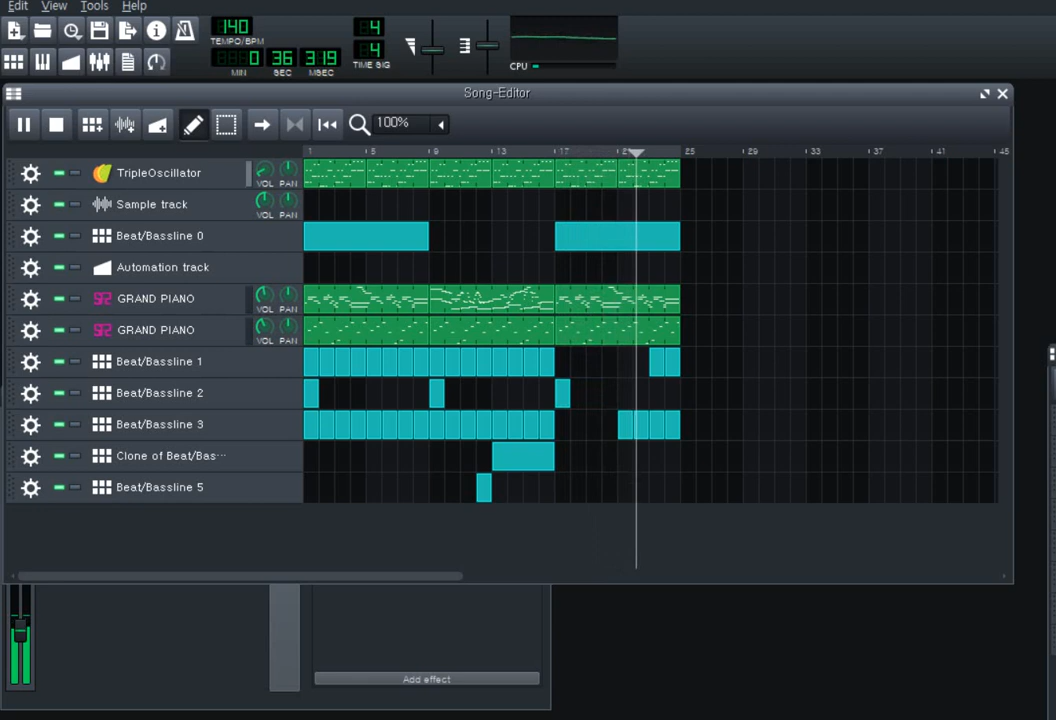 Edit View Tools Help
140
TEMPO/BPM
0 36 319
MIN SEC MSEC
4
4
TIME SIG
CPU
Song-Editor
100%
1 5 9 13 17 21 25 29 33 37 41 45
TripleOscillator
VOL PAN
Sample track
VOL PAN
Beat/Bassline 0
Automation track
GRAND PIANO
VOL PAN
GRAND PIANO
VOL PAN
Beat/Bassline 1
Beat/Bassline 2
Beat/Bassline 3
Clone of Beat/Bas···
Beat/Bassline 5
Add effect